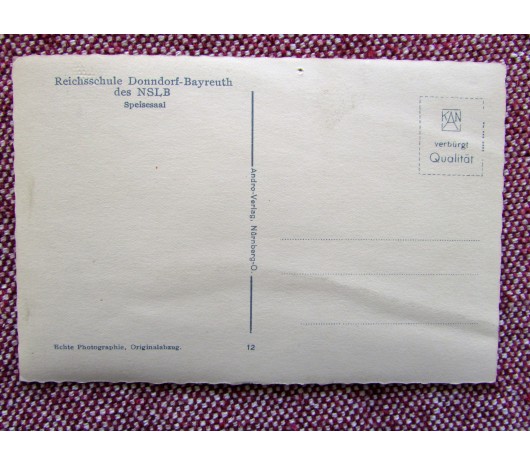 Reichsschule Donndorf-Bayreuth
des NSLB
Speisesaal
KAN
verbürgt
Qualität
Andro-Verlag, Nürnberg-O.
Echte Photographie, Originalabzug.
12